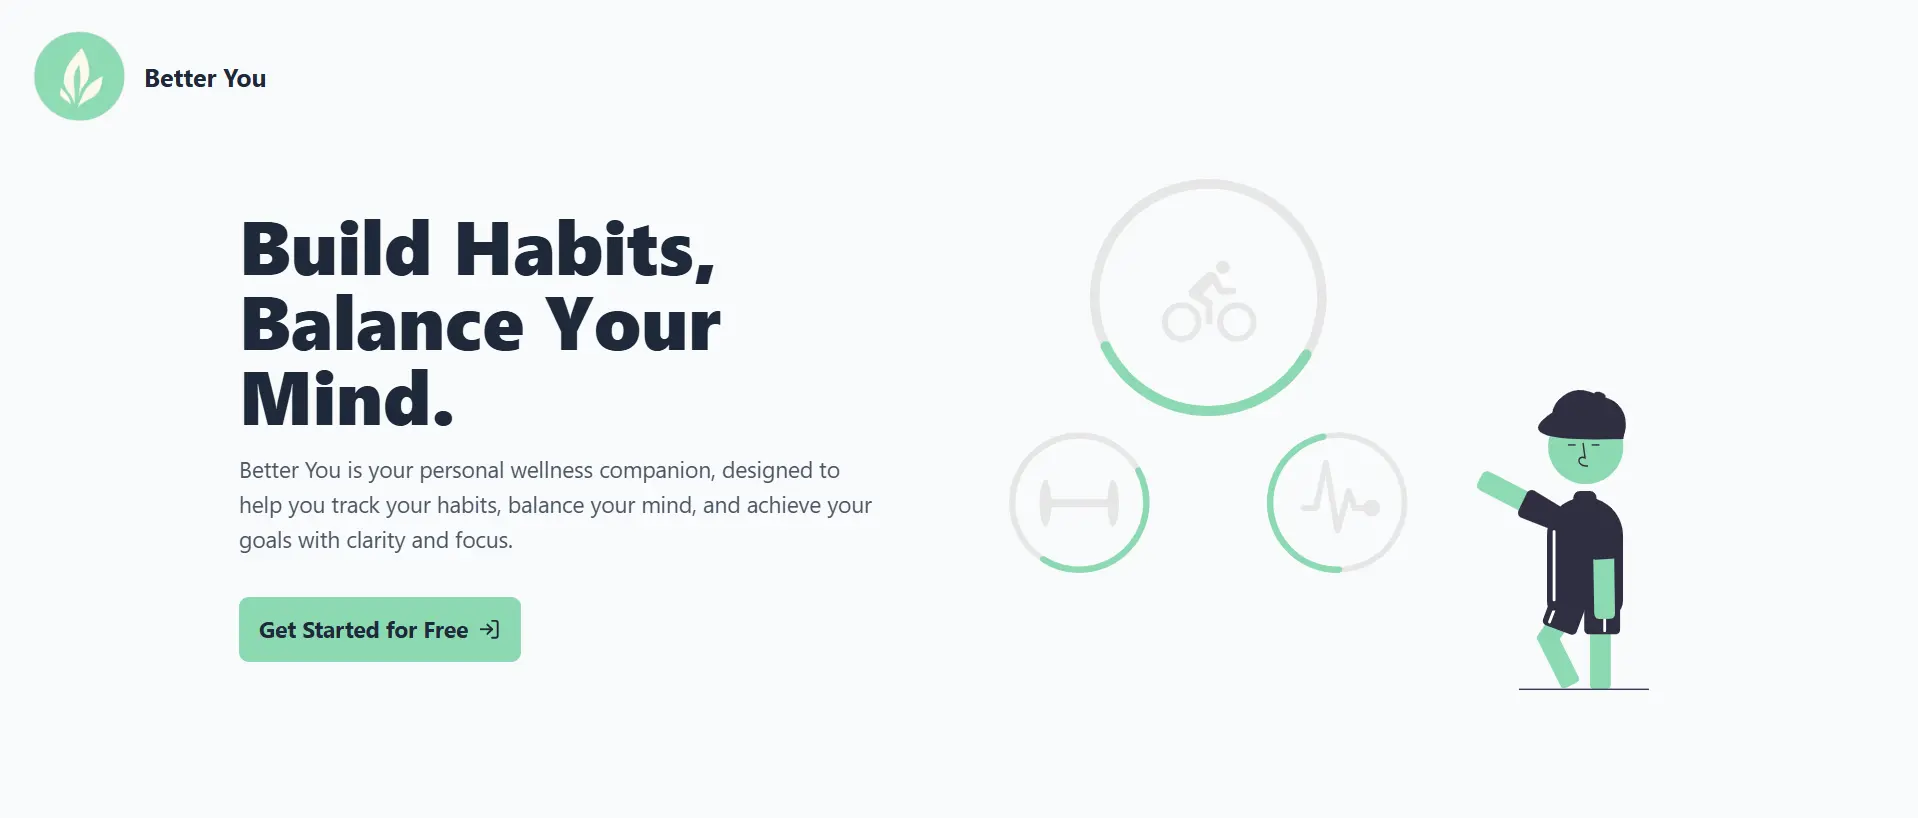 Better You
Build Habits,
Balance Your
Mind.
Better You is your personal wellness companion, designed to
help you track your habits, balance your mind, and achieve your
goals with clarity and focus.
Get Started for Free